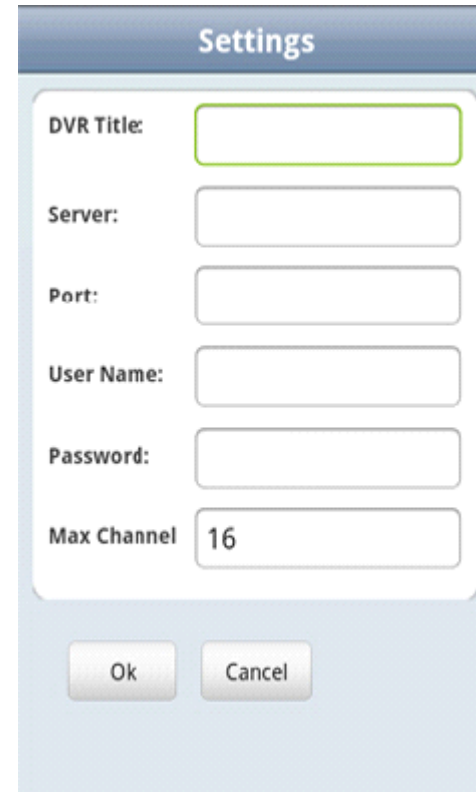 Settings
DVR Title:
Server:
Port:
User Name:
Password:
Max Channel 16
Ok Cancel